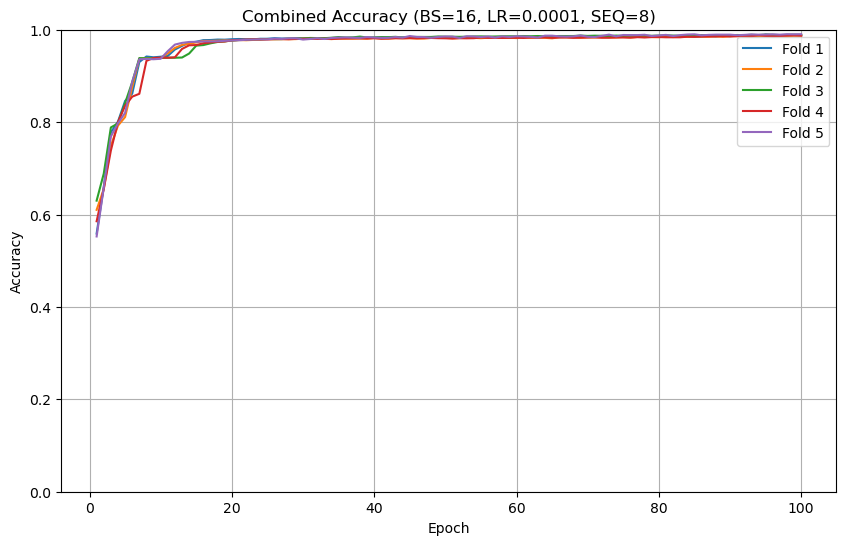 Combined Accuracy (BS=16, LR=0.0001, SEQ=8)
1.0
0.8
0.6
0.4
0.2
0.0
Accuracy
Fold 1
Fold 2
Fold 3
Fold 4
Fold 5
0 20 40 60 80 100
Epoch